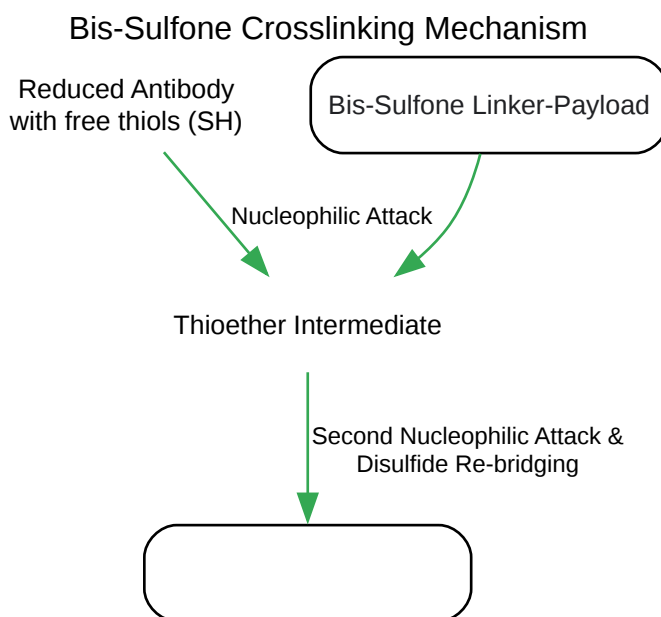 Bis-Sulfone Crosslinking Mechanism
Reduced Antibody
with free thiols (SH)
Bis-Sulfone Linker-Payload
Nucleophilic Attack
Thioether Intermediate
Second Nucleophilic Attack &
Disulfide Re-bridging